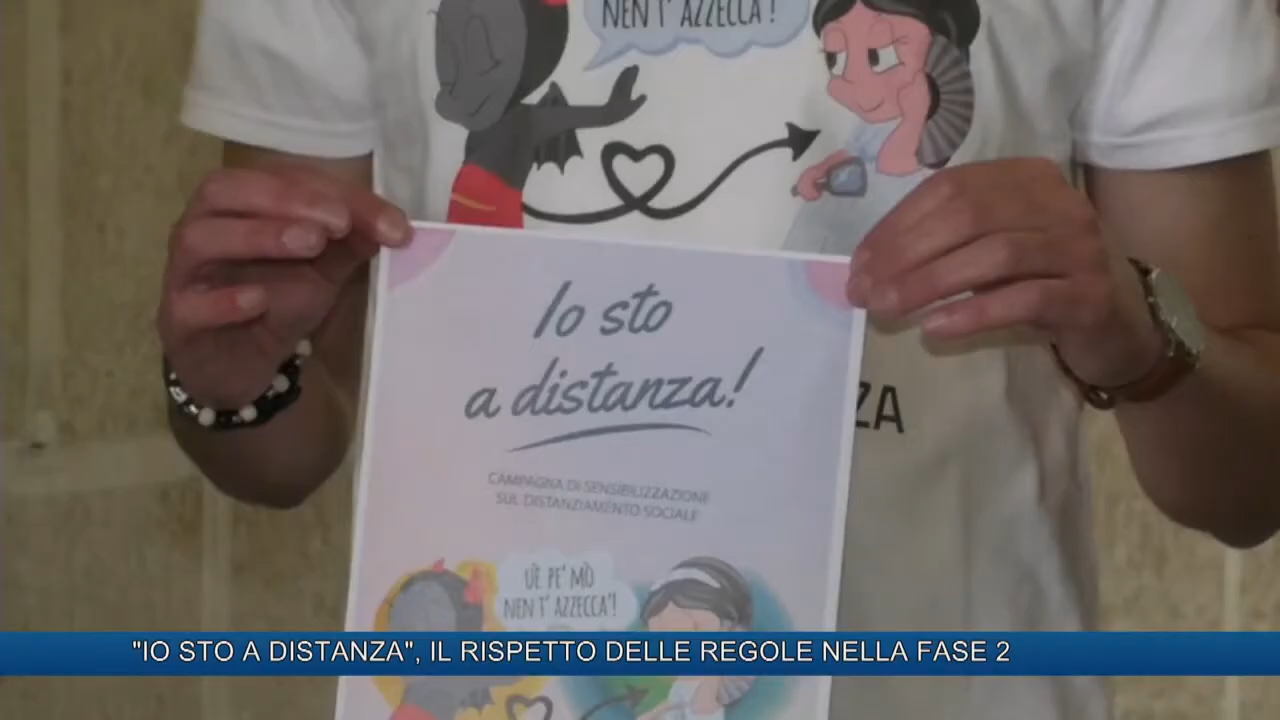 NEN T' AZZECCA'!
Io sto
a distanza!
ZA
CAMPAGNA DI SENSIBILIZZAZIONE
SUL DISTANZIAMENTO SOCIALE
UÈ PE' MÒ
NEN T' AZZECCA'!
"IO STO A DISTANZA", IL RISPETTO DELLE REGOLE NELLA FASE 2